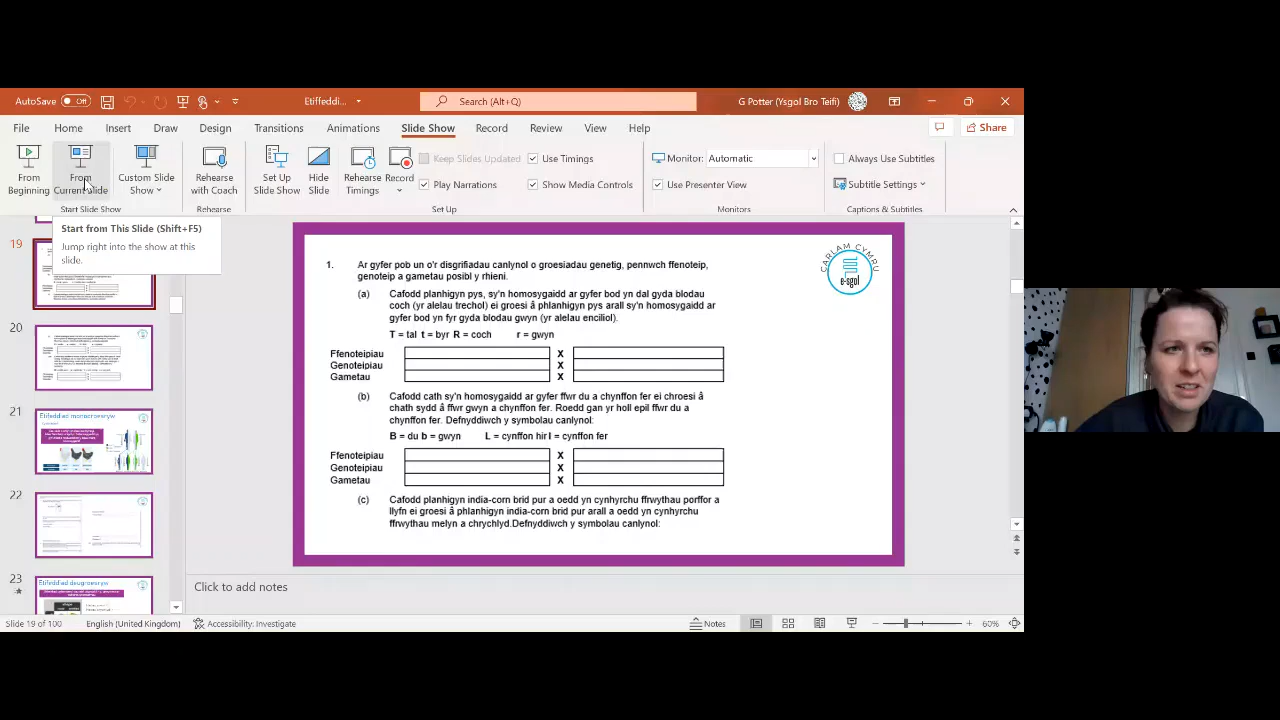 AutoSave Off Etiffeddi... Search (Alt+Q) G Potter (Ysgol Bro Teifi)
File Home Insert Draw Design Transitions Animations Slide Show Record Review View Help Share
From Beginning
From Current Slide
Custom Slide Show
Rehearse with Coach
Set Up Slide Show
Hide Slide
Rehearse Timings
Record
Keep Slides Updated
Play Narrations
Use Timings
Show Media Controls
Monitor: Automatic
Use Presenter View
Always Use Subtitles
Subtitle Settings
Start Slide Show Rehearse Set Up Monitors Captions & Subtitles
Start from This Slide (Shift+F5)
Jump right into the show at this
slide.
19
20
21
Etifeddiad monocroesryw
22
23
Etifeddiad deugroesryw
CARLAM CYMRU
e-sgol
1. Ar gyfer pob un o'r disgrifiadau canlynol o groesiadau genetig, pennwch ffenoteip,
genoteip a gametau posibl y rhieni.
(a) Cafodd planhigyn pys, sy'n homosygaidd ar gyfer bod yn dal gyda blodau
coch (yr alelau trechol) ei groesi â phlanhigyn pys arall sy'n homosygaidd ar
gyfer bod yn fyr gyda blodau gwyn (yr alelau enciliol).
T = tal t = byr R = coch r = gwyn
Ffenoteipiau X
Genoteipiau X
Gametau X
(b) Cafodd cath sy'n homosygaidd ar gyfer ffwr du a chynffon fer ei chroesi â
chath sydd â ffwr gwyn a chynffon fer. Roedd gan yr holl epil ffwr du a
chynffon fer. Defnyddiwch y symbolau canlynol:
B = du b = gwyn L = cynffon hir l = cynffon fer
Ffenoteipiau X
Genoteipiau X
Gametau X
(c) Cafodd planhigyn india-corn brid pur a oedd yn cynhyrchu ffrwythau porffor a
llyfn ei groesi â phlanhigyn india-corn brid pur arall a oedd yn cynhyrchu
ffrwythau melyn a chrychlyd.Defnyddiwch y symbolau canlynol:
Click to add notes
Slide 19 of 100 English (United Kingdom) Accessibility: Investigate Notes 60%